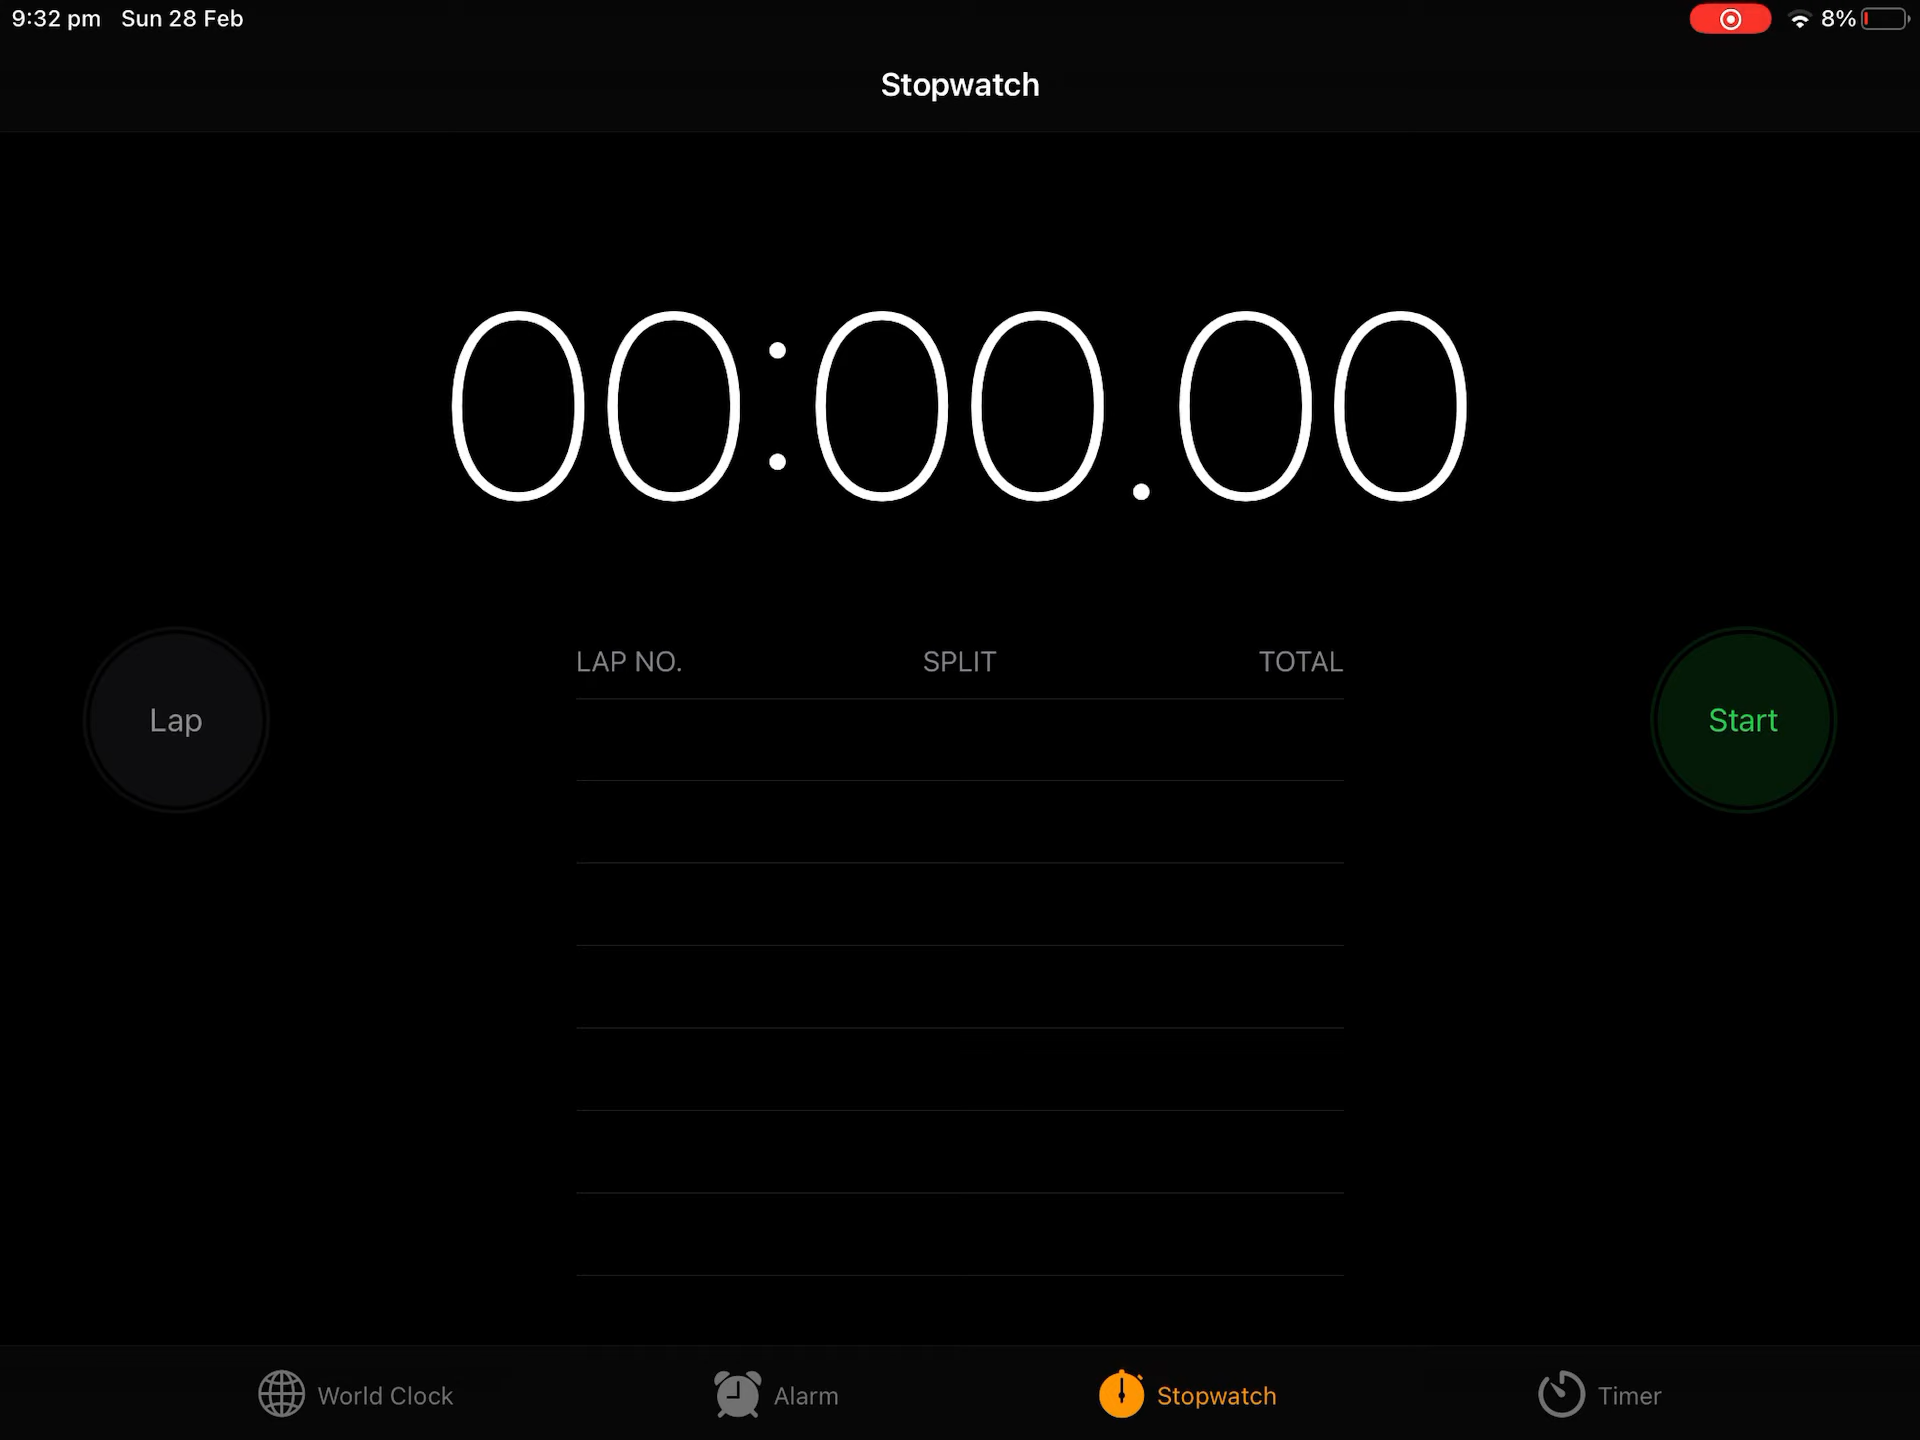 9:32 pm Sun 28 Feb 8%
Stopwatch
00:00.00
LAP NO. SPLIT TOTAL
Lap Start
World Clock Alarm Stopwatch Timer